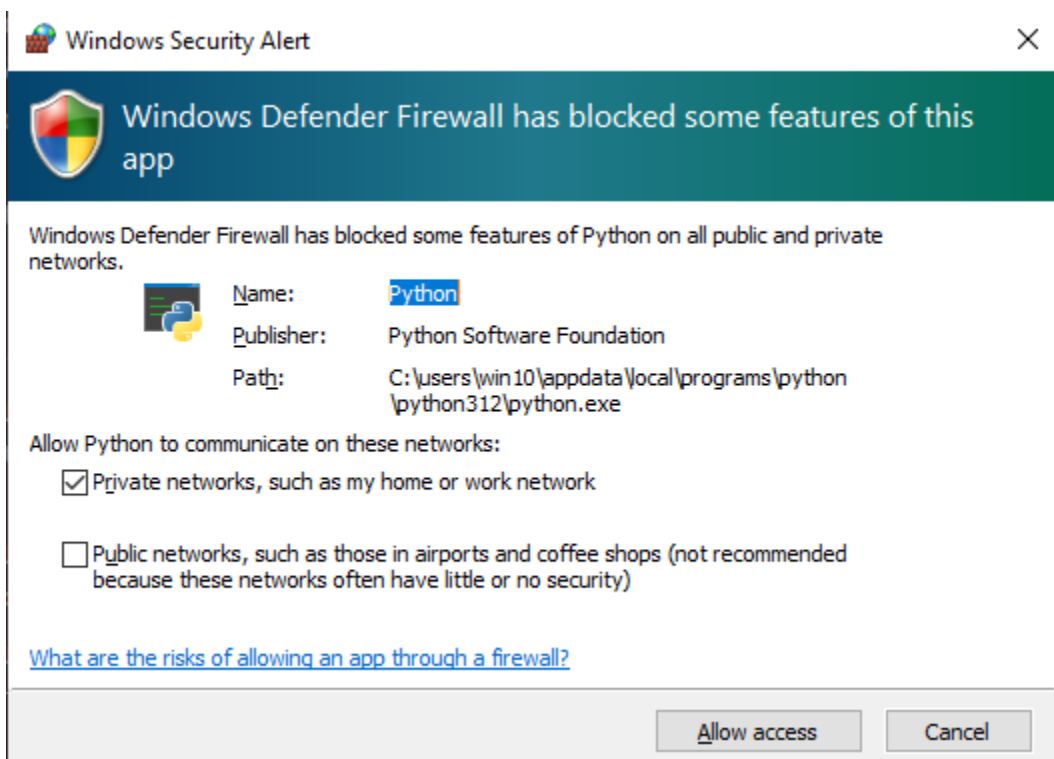 Windows Security Alert
Windows Defender Firewall has blocked some features of this
app
Windows Defender Firewall has blocked some features of Python on all public and private
networks.
Name: Python
Publisher: Python Software Foundation
Path: C:\users\win10\appdata\local\programs\python
\python312\python.exe
Allow Python to communicate on these networks:
Private networks, such as my home or work network
Public networks, such as those in airports and coffee shops (not recommended
because these networks often have little or no security)
What are the risks of allowing an app through a firewall?
Allow access Cancel